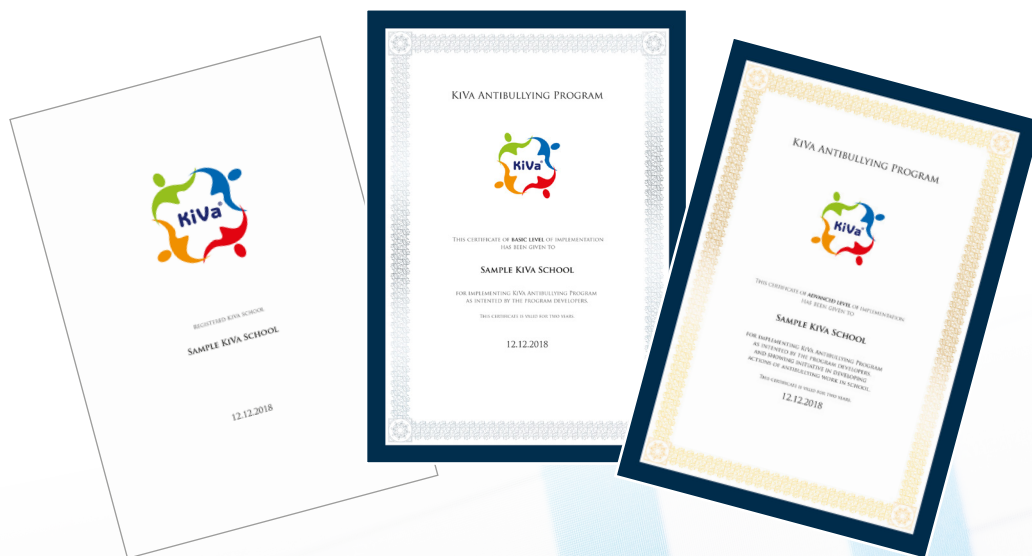 KiVa®
REGISTERED KIVA SCHOOL
SAMPLE KIVA SCHOOL
12.12.2018
KIVA ANTIBULLYING PROGRAM
KiVa®
THIS CERTIFICATE OF BASIC LEVEL OF IMPLEMENTATION
HAS BEEN GIVEN TO
SAMPLE KIVA SCHOOL
FOR IMPLEMENTING KIVA ANTIBULLYING PROGRAM
AS INTENTED BY THE PROGRAM DEVELOPERS.
THIS CERTIFICATE IS VALID FOR TWO YEARS.
12.12.2018
KIVA ANTIBULLYING PROGRAM
KiVa®
THIS CERTIFICATE OF ADVANCED LEVEL OF IMPLEMENTATION
HAS BEEN GIVEN TO
SAMPLE KIVA SCHOOL
FOR IMPLEMENTING KIVA ANTIBULLYING PROGRAM
AS INTENTED BY THE PROGRAM DEVELOPERS
AND SHOWING INITIATIVE IN DEVELOPING
ACTIONS OF ANTIBULLYING WORK IN SCHOOL.
THIS CERTIFICATE IS VALID FOR TWO YEARS.
12.12.2018